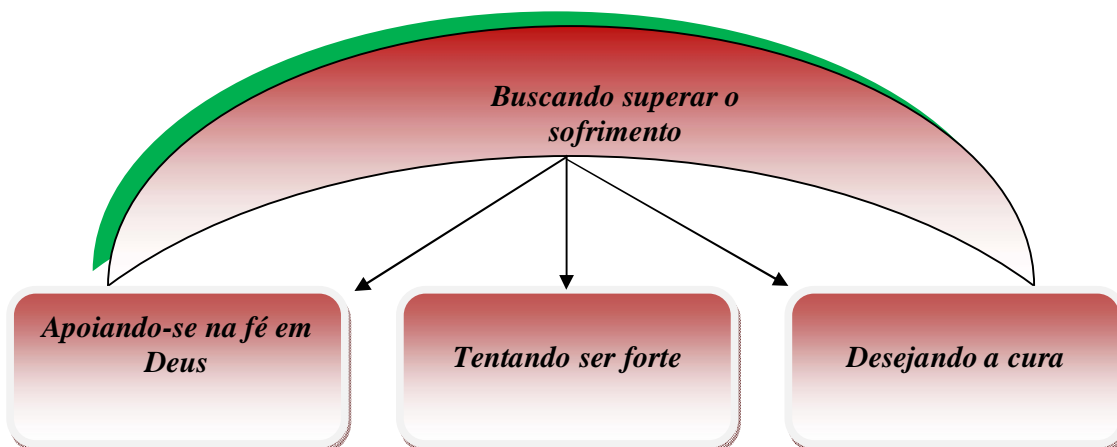 Buscando superar o
sofrimento
Apoiando-se na fé em
Deus
Tentando ser forte
Desejando a cura